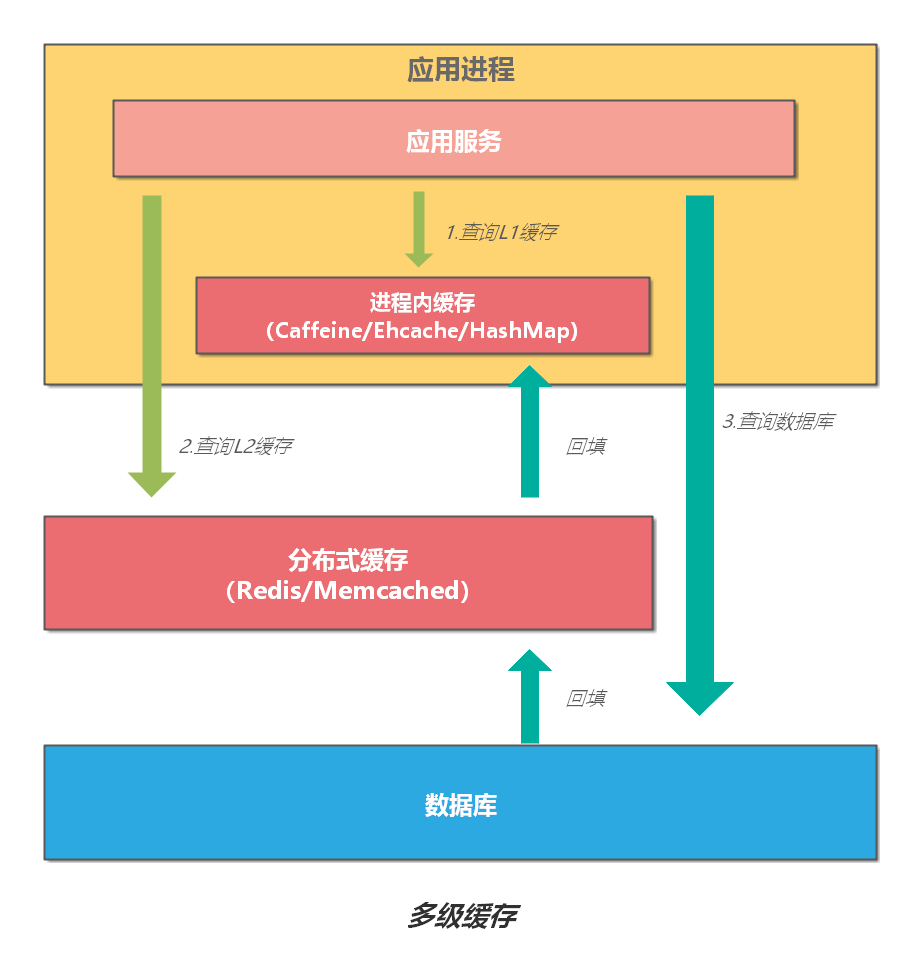 应用进程
应用服务
1.查询L1缓存
进程内缓存
（Caffeine/Ehcache/HashMap）
3.查询数据库
2.查询L2缓存
回填
分布式缓存
（Redis/Memcached）
回填
数据库
多级缓存